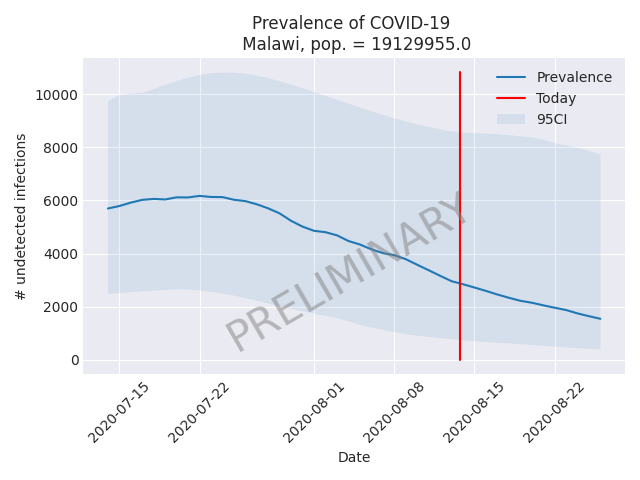 Prevalence of COVID-19
Malawi, pop. = 19129955.0
Prevalence
Today
95CI
# undetected infections
10000
8000
6000
4000
2000
0
PRELIMINARY
2020-07-15
2020-07-22
2020-08-01
2020-08-08
2020-08-15
2020-08-22
Date